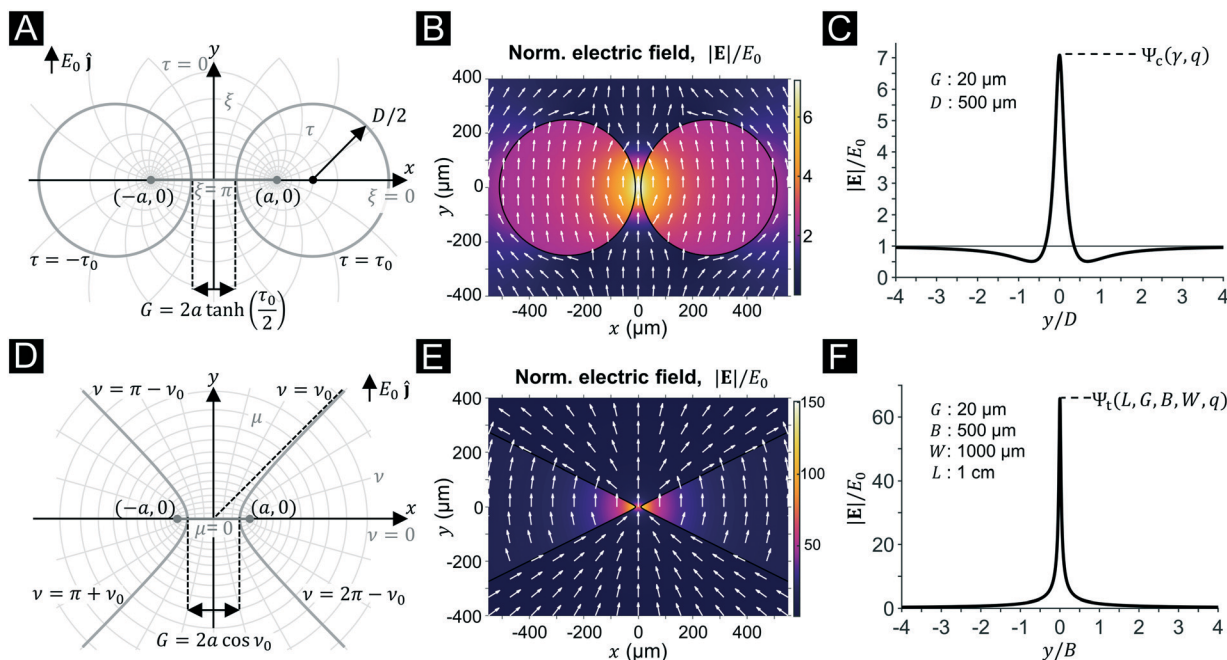 A
E₀ ĵ
y
τ = 0
ξ
τ
D/2
x
(−a, 0)
ξ = π
(a, 0)
ξ = 0
τ = −τ₀
τ = τ₀
G = 2a tanh (τ₀/2)
B
Norm. electric field, |E|/E₀
400
200
0
-200
-400
y (µm)
-400 -200 0 200 400
x (µm)
6
4
2
C
G : 20 µm
D : 500 µm
Ψc(γ, q)
|E|/E₀
7
6
5
4
3
2
1
0
-4 -3 -2 -1 0 1 2 3 4
y/D
D
y
ν = π − ν₀
ν = ν₀
E₀ ĵ
μ
ν
(−a, 0)
(a, 0)
x
μ = 0
ν = 0
ν = π + ν₀
ν = 2π − ν₀
G = 2a cos ν₀
E
Norm. electric field, |E|/E₀
400
200
0
-200
-400
y (µm)
-400 -200 0 200 400
x (µm)
150
100
50
F
G : 20 µm
B : 500 µm
W : 1000 µm
L : 1 cm
Ψt(L, G, B, W, q)
|E|/E₀
60
40
20
0
-4 -3 -2 -1 0 1 2 3 4
y/B